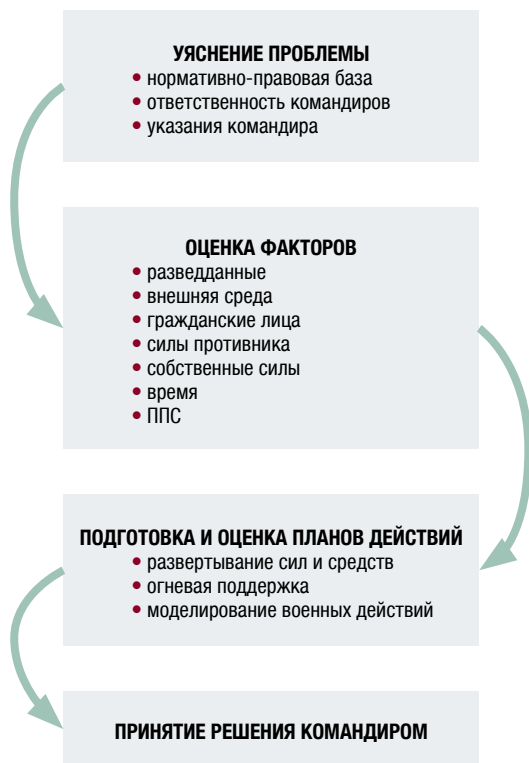 УЯСНЕНИЕ ПРОБЛЕМЫ
• нормативно-правовая база
• ответственность командиров
• указания командира
ОЦЕНКА ФАКТОРОВ
• разведданные
• внешняя среда
• гражданские лица
• силы противника
• собственные силы
• время
• ППС
ПОДГОТОВКА И ОЦЕНКА ПЛАНОВ ДЕЙСТВИЙ
• развертывание сил и средств
• огневая поддержка
• моделирование военных действий
ПРИНЯТИЕ РЕШЕНИЯ КОМАНДИРОМ